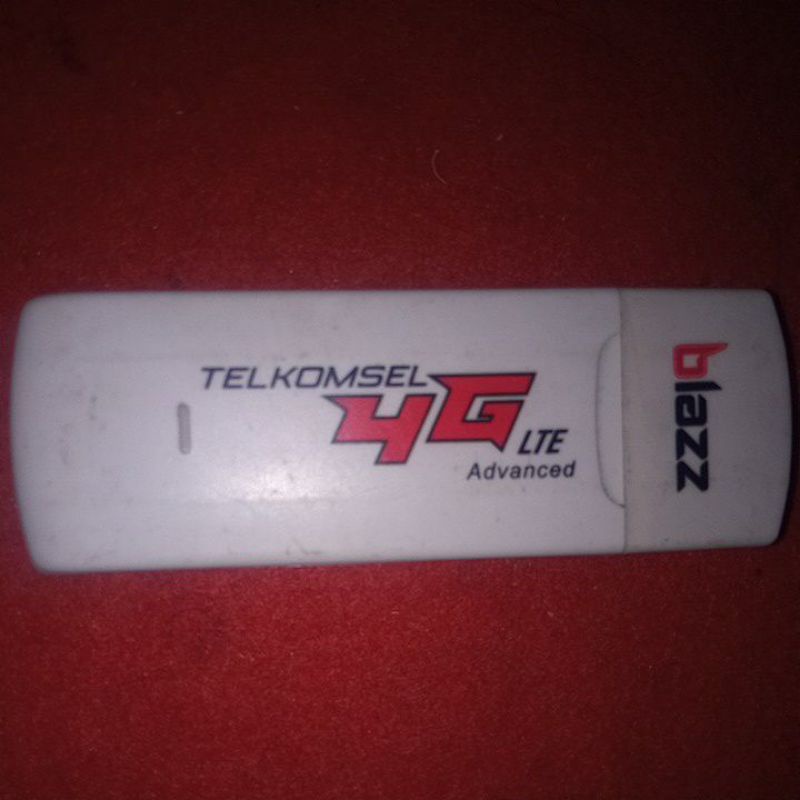 TELKOMSEL
4G LTE
Advanced
blazz